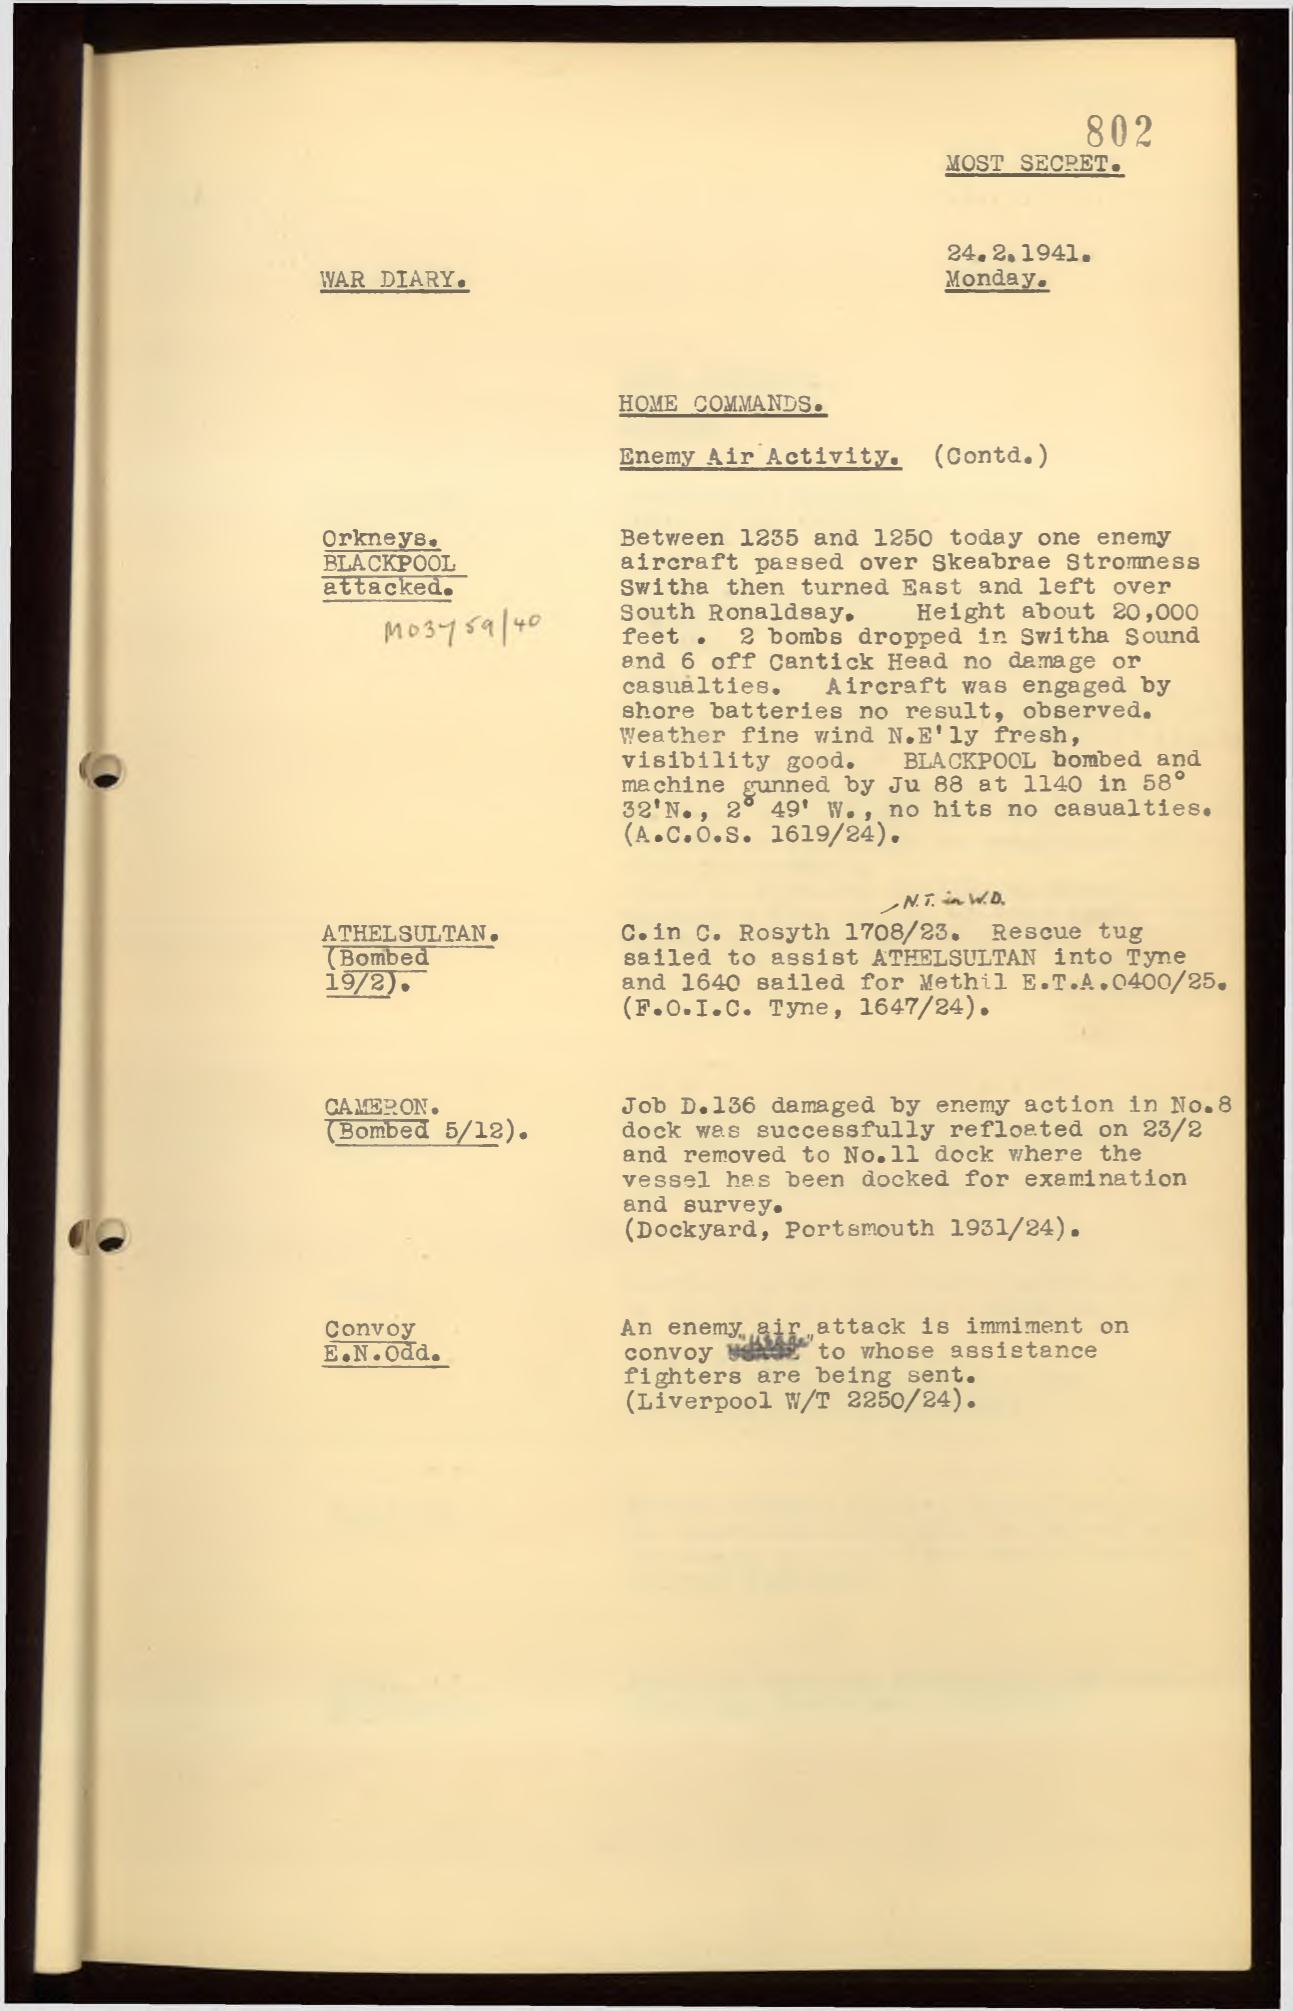 802
MOST SECRET.
24.2.1941.
WAR DIARY.
Monday.
HOME COMMANDS.
Enemy Air Activity. (Contd.)
Orkneys.
BLACKPOOL
attacked.
M03759/40
Between 1235 and 1250 today one enemy
aircraft passed over Skeabrae Stromness
Switha then turned East and left over
South Ronaldsay. Height about 20,000
feet . 2 bombs dropped in Switha Sound
and 6 off Cantick Head no damage or
casualties. Aircraft was engaged by
shore batteries no result, observed.
Weather fine wind N.E'ly fresh,
visibility good. BLACKPOOL bombed and
machine gunned by Ju 88 at 1140 in 58°
32'N., 2° 49' W., no hits no casualties.
(A.C.O.S. 1619/24).
N.T. in W.D.
ATHELSULTAN.
(Bombed
19/2).
C.in C. Rosyth 1708/23. Rescue tug
sailed to assist ATHELSULTAN into Tyne
and 1640 sailed for Methil E.T.A.0400/25.
(F.O.I.C. Tyne, 1647/24).
CAMERON.
(Bombed 5/12).
Job D.136 damaged by enemy action in No.8
dock was successfully refloated on 23/2
and removed to No.11 dock where the
vessel has been docked for examination
and survey.
(Dockyard, Portsmouth 1931/24).
Convoy
E.N.Odd.
An enemy air attack is immiment on
convoy to whose assistance
fighters are being sent.
(Liverpool W/T 2250/24).